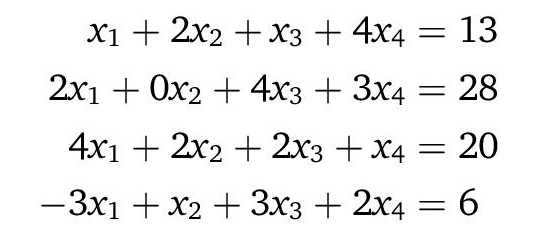 x₁ + 2x₂ + x₃ + 4x₄ = 13
2x₁ + 0x₂ + 4x₃ + 3x₄ = 28
4x₁ + 2x₂ + 2x₃ + x₄ = 20
−3x₁ + x₂ + 3x₃ + 2x₄ = 6